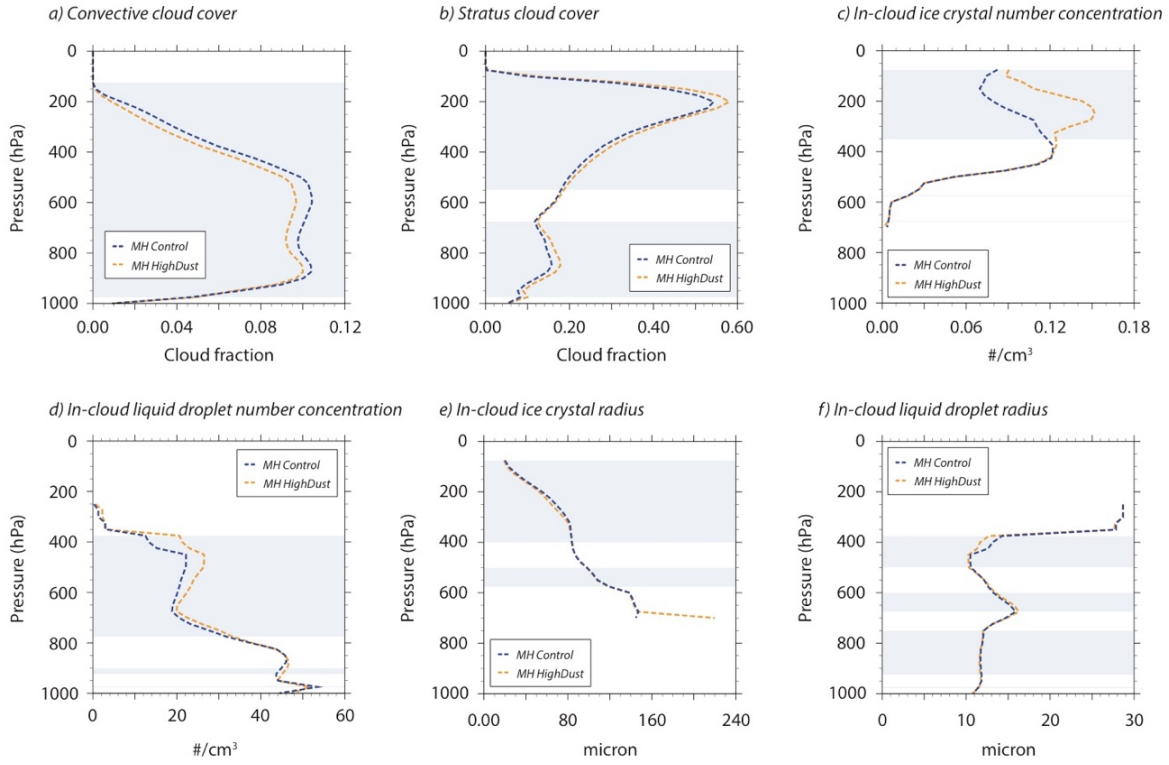 a) Convective cloud cover
Pressure (hPa)
0
200
400
600
800
1000
MH Control
MH HighDust
0.00 0.04 0.08 0.12
Cloud fraction
b) Stratus cloud cover
Pressure (hPa)
0
200
400
600
800
1000
MH Control
MH HighDust
0.00 0.20 0.40 0.60
Cloud fraction
c) In-cloud ice crystal number concentration
Pressure (hPa)
0
200
400
600
800
1000
MH Control
MH HighDust
0.00 0.06 0.12 0.18
#/cm³
d) In-cloud liquid droplet number concentration
Pressure (hPa)
0
200
400
600
800
1000
MH Control
MH HighDust
0 20 40 60
#/cm³
e) In-cloud ice crystal radius
Pressure (hPa)
0
200
400
600
800
1000
MH Control
MH HighDust
0.00 80 160 240
micron
f) In-cloud liquid droplet radius
Pressure (hPa)
0
200
400
600
800
1000
MH Control
MH HighDust
0 10 20 30
micron